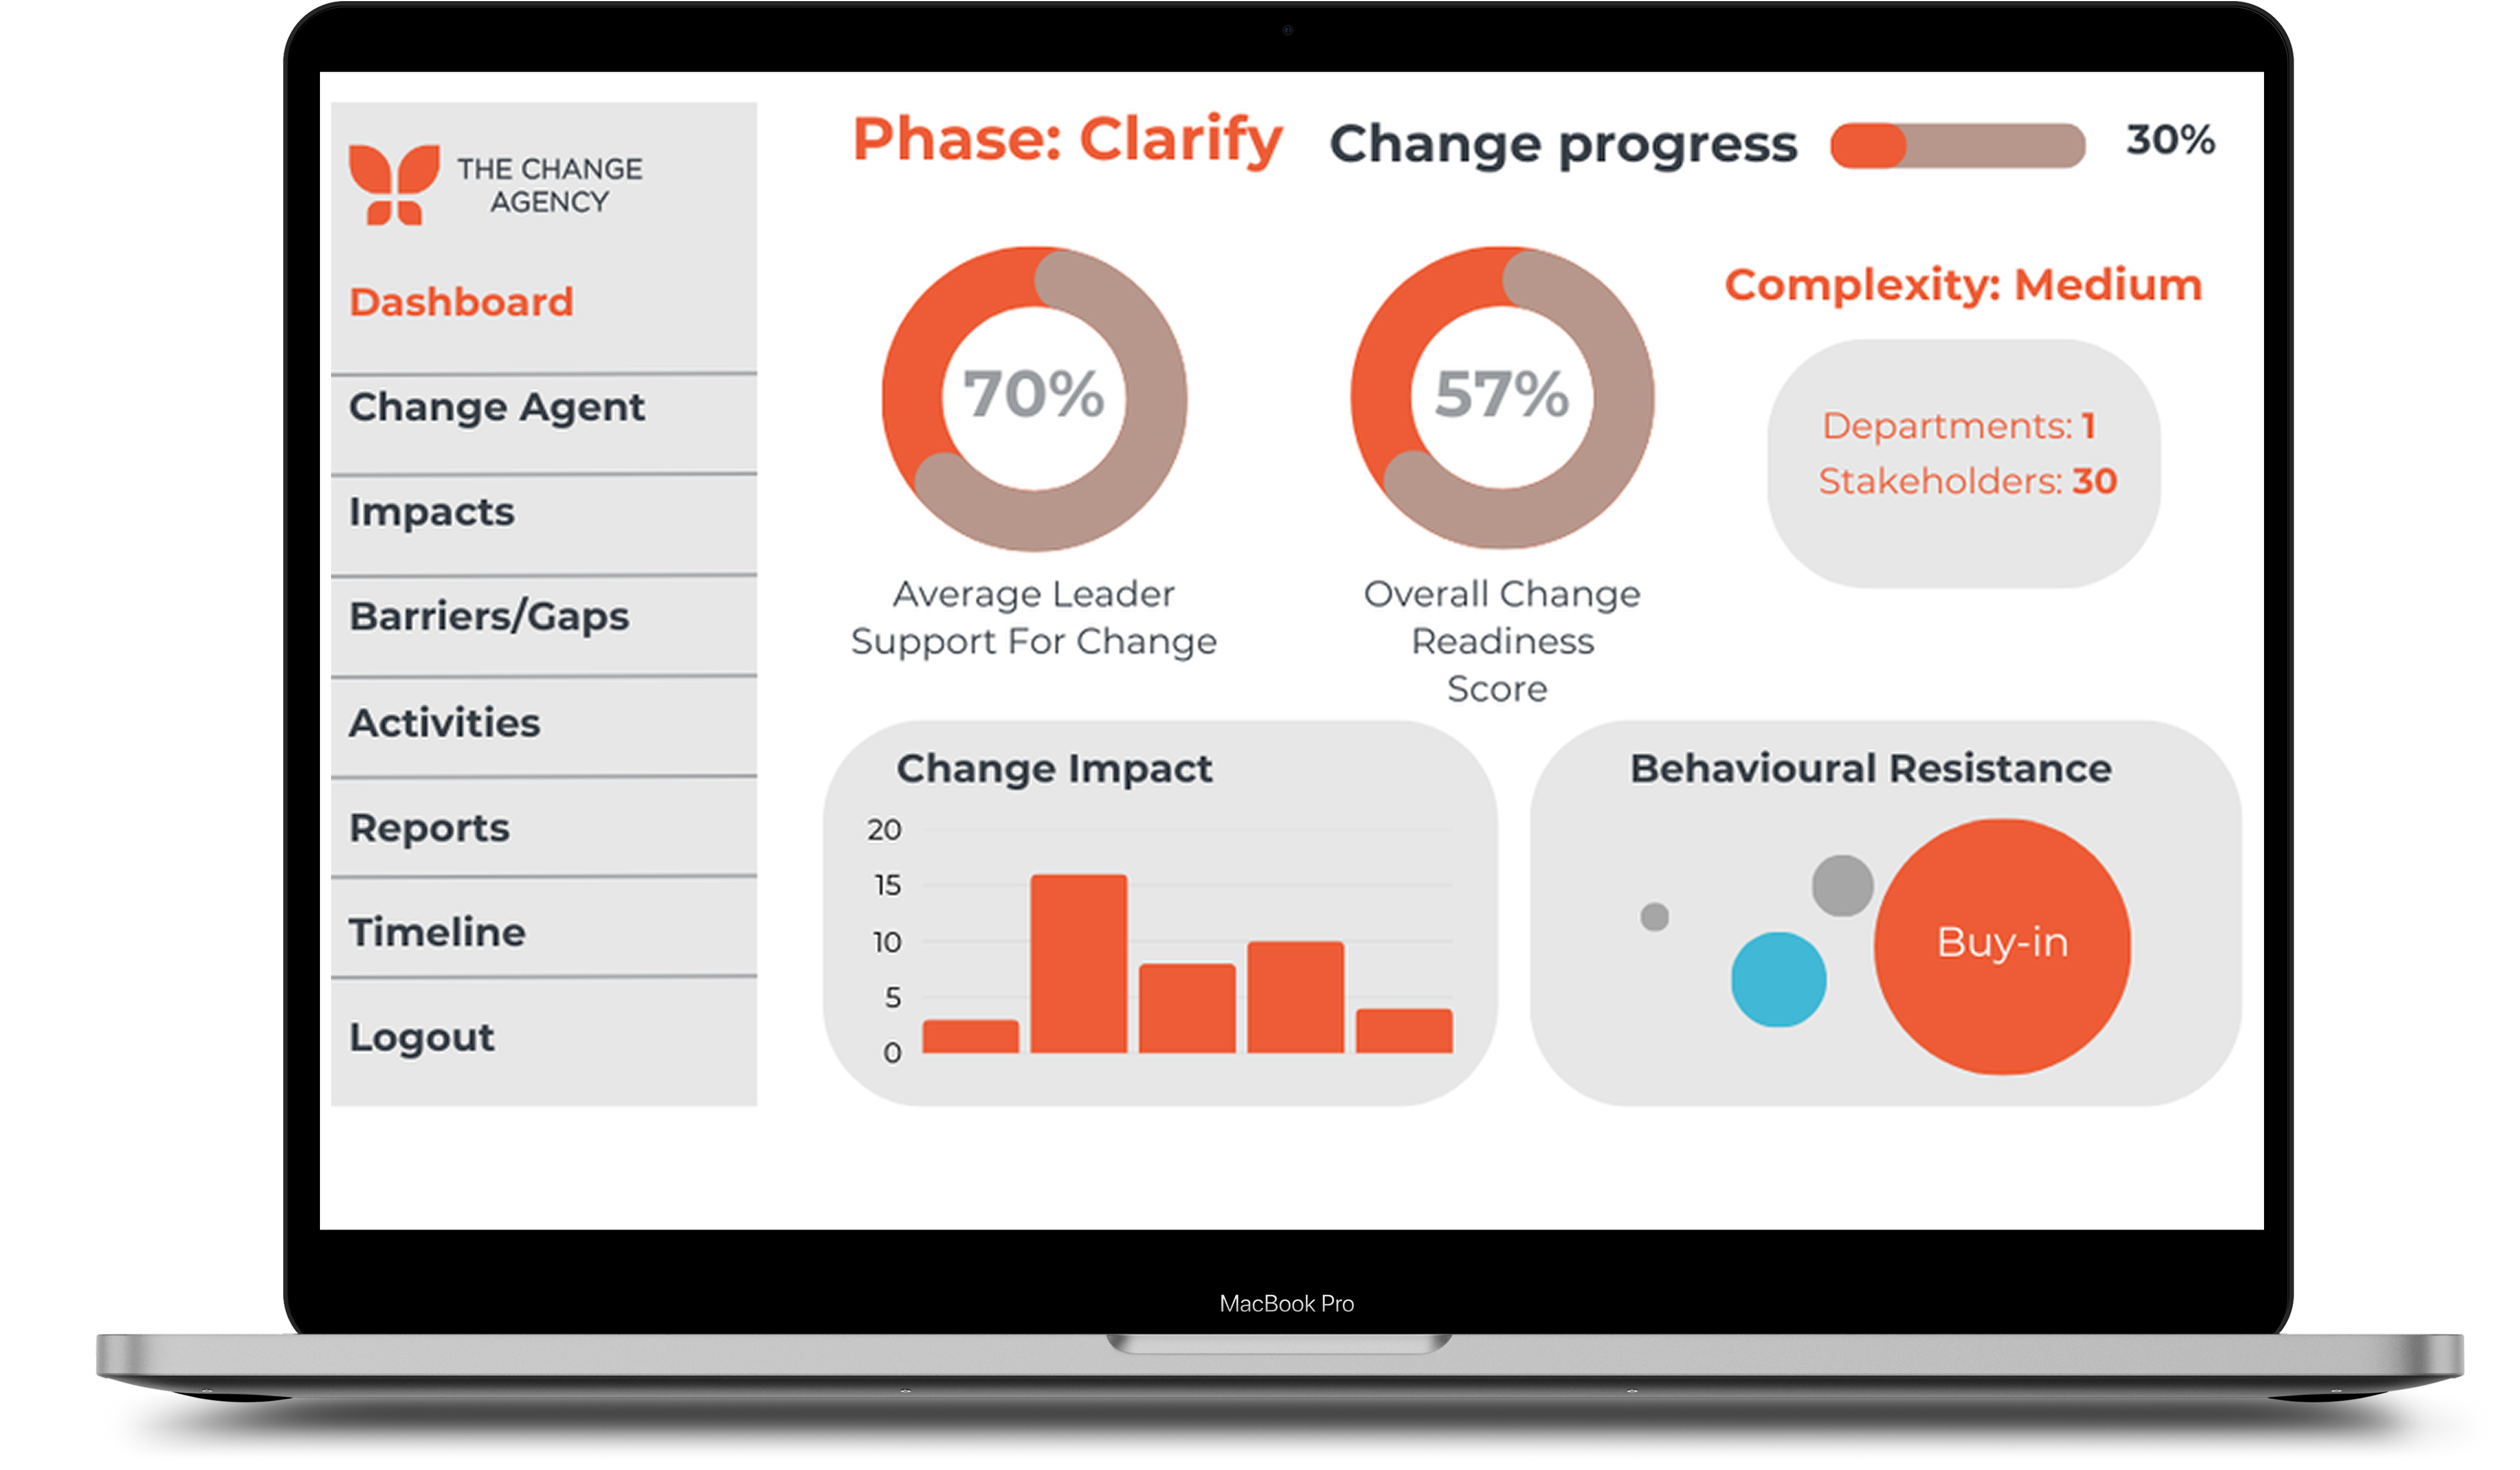 THE CHANGE
AGENCY
Dashboard
Change Agent
Impacts
Barriers/Gaps
Activities
Reports
Timeline
Logout
Phase: Clarify
Change progress
30%
70%
Average Leader
Support For Change
57%
Overall Change
Readiness
Score
Complexity: Medium
Departments: 1
Stakeholders: 30
Change Impact
20
15
10
5
0
Behavioural Resistance
Buy-in
MacBook Pro